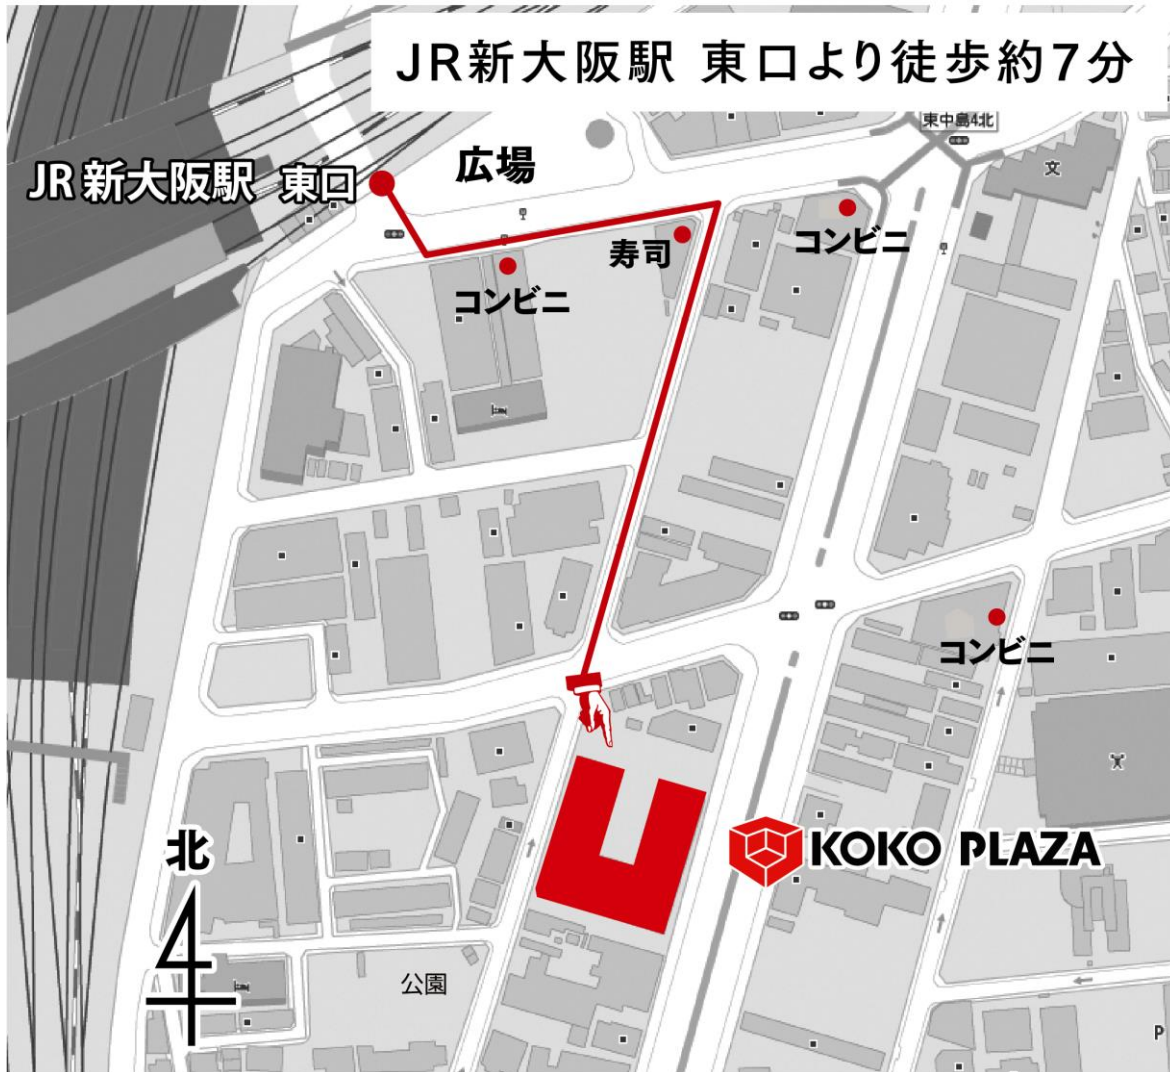 JR新大阪駅 東口より徒歩約7分
東中島4北
文
JR新大阪駅 東口
広場
コンビニ
寿司
コンビニ
コンビニ
KOKO PLAZA
北
公園
P